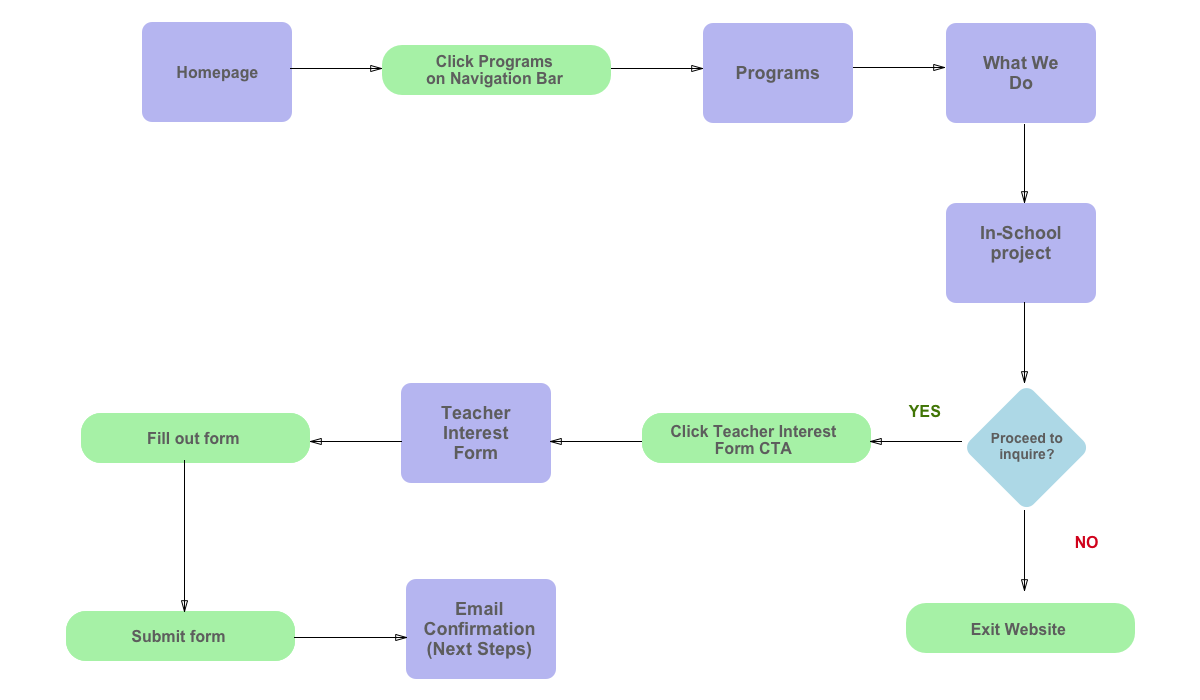 Homepage
Click Programs
on Navigation Bar
Programs
What We
Do
In-School
project
Proceed to
inquire?
YES
Click Teacher Interest
Form CTA
Teacher
Interest
Form
Fill out form
NO
Submit form
Email
Confirmation
(Next Steps)
Exit Website